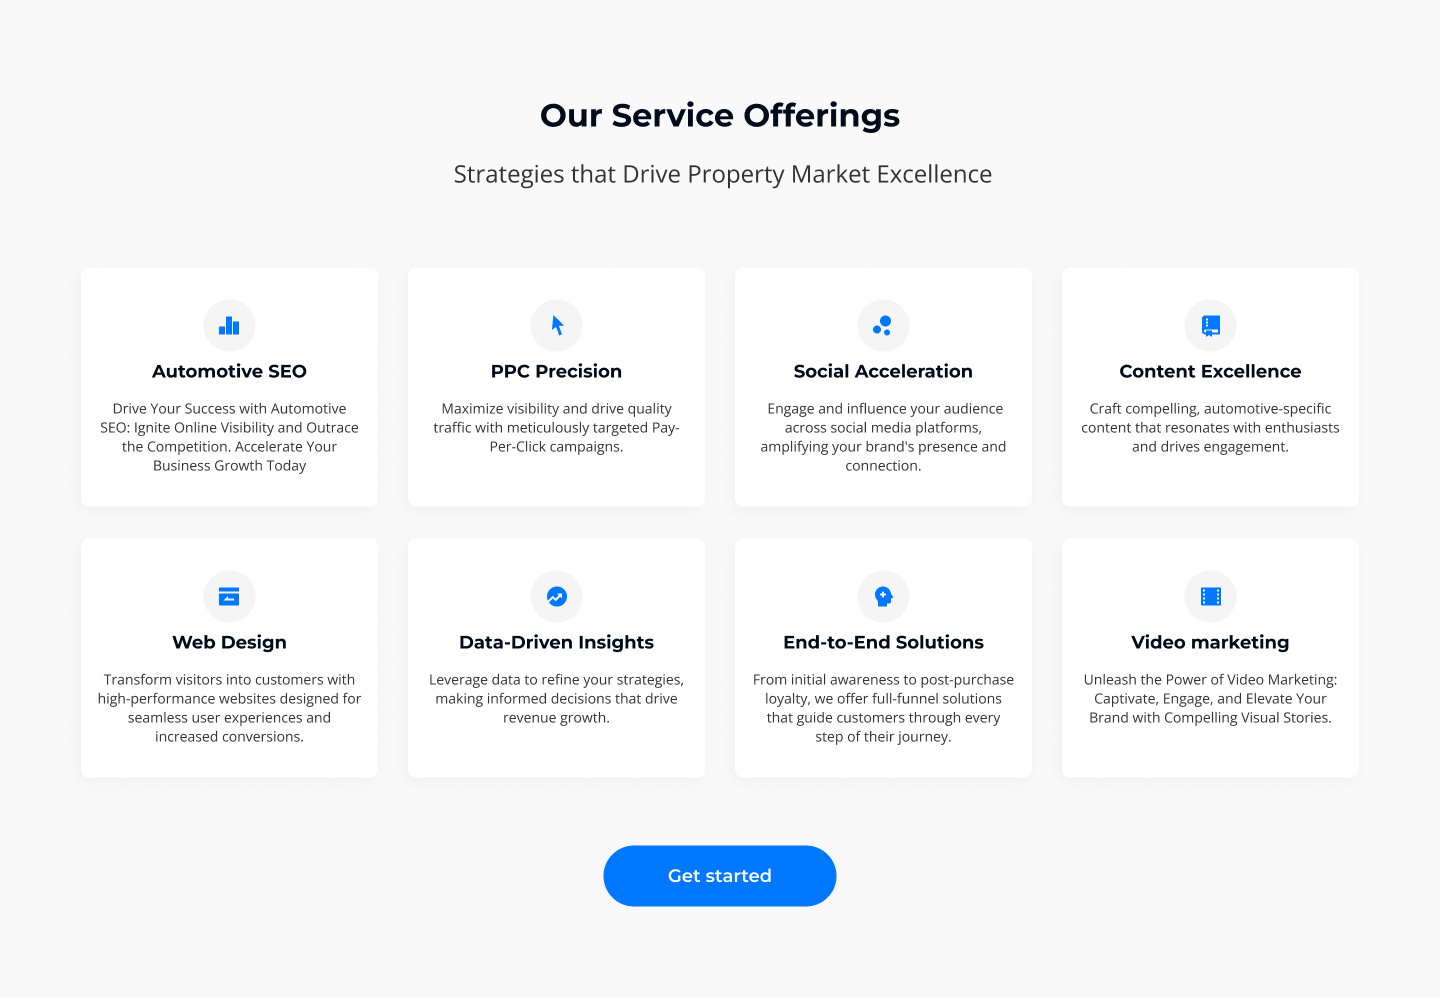 Our Service Offerings
Strategies that Drive Property Market Excellence
Automotive SEO
Drive Your Success with Automotive
SEO: Ignite Online Visibility and Outrace
the Competition. Accelerate Your
Business Growth Today
PPC Precision
Maximize visibility and drive quality
traffic with meticulously targeted Pay-
Per-Click campaigns.
Social Acceleration
Engage and influence your audience
across social media platforms,
amplifying your brand's presence and
connection.
Content Excellence
Craft compelling, automotive-specific
content that resonates with enthusiasts
and drives engagement.
Web Design
Transform visitors into customers with
high-performance websites designed for
seamless user experiences and
increased conversions.
Data-Driven Insights
Leverage data to refine your strategies,
making informed decisions that drive
revenue growth.
End-to-End Solutions
From initial awareness to post-purchase
loyalty, we offer full-funnel solutions
that guide customers through every
step of their journey.
Video marketing
Unleash the Power of Video Marketing:
Captivate, Engage, and Elevate Your
Brand with Compelling Visual Stories.
Get started